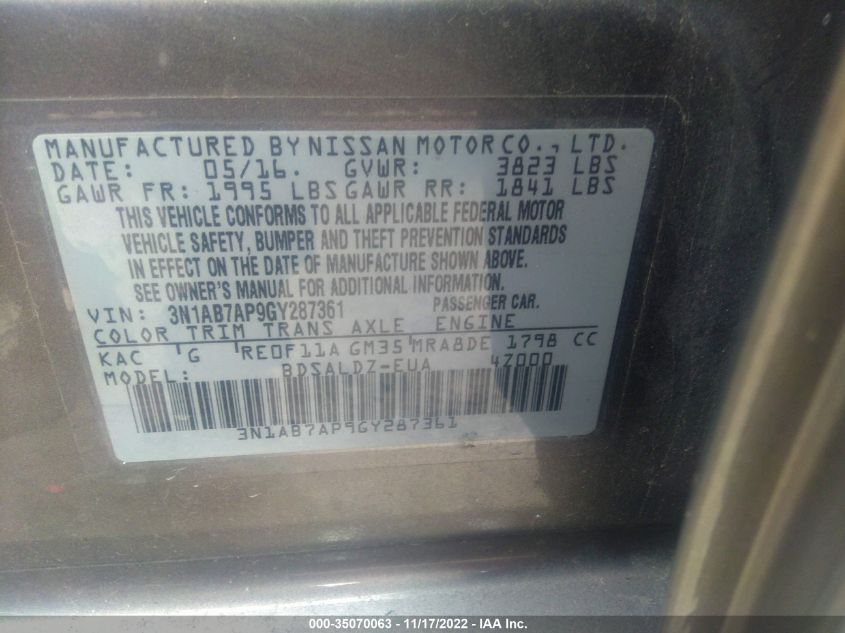 MANUFACTURED BY NISSAN MOTOR CO., LTD.
DATE: 05/16. GVWR: 3823 LBS
GAWR FR: 1995 LBS GAWR RR: 1841 LBS
THIS VEHICLE CONFORMS TO ALL APPLICABLE FEDERAL MOTOR
VEHICLE SAFETY, BUMPER AND THEFT PREVENTION STANDARDS
IN EFFECT ON THE DATE OF MANUFACTURE SHOWN ABOVE.
SEE OWNER'S MANUAL FOR ADDITIONAL INFORMATION.
VIN: 3N1AB7AP9GY287361 PASSENGER CAR.
COLOR TRIM TRANS AXLE ENGINE
KAC G RE0F11A GM35 MRA8DE 1798 CC
MODEL: BDSALDZ-EUA 4Z000
3N1AB7AP9GY287361
000-35070063 - 11/17/2022 - IAA Inc.